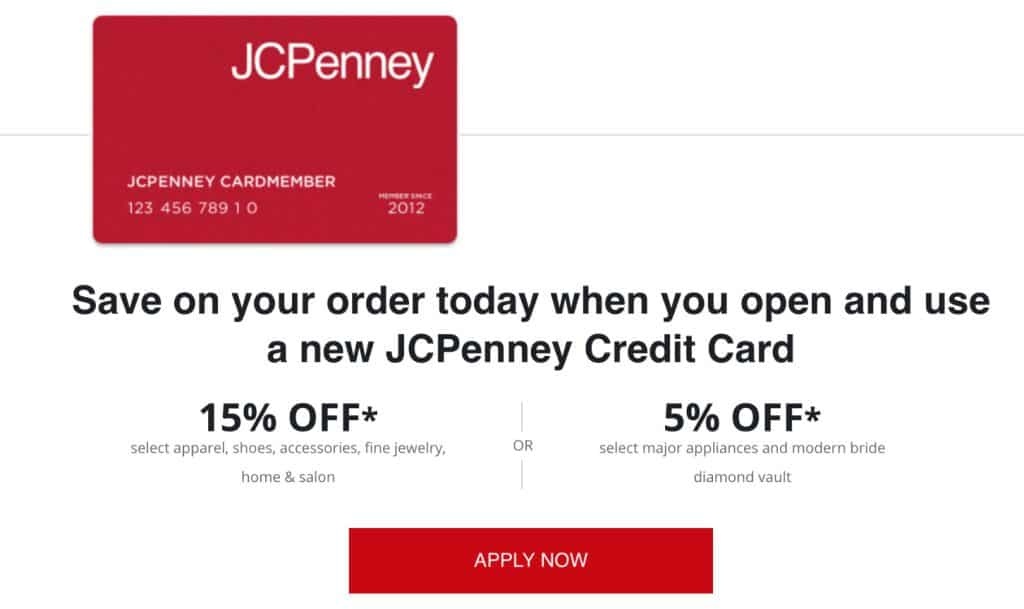 JCPenney
JCPENNEY CARDMEMBER
MEMBER SINCE
123 456 789 1 0
2012
Save on your order today when you open and use
a new JCPenney Credit Card
15% OFF*
select apparel, shoes, accessories, fine jewelry,
home & salon
OR
5% OFF*
select major appliances and modern bride
diamond vault
APPLY NOW